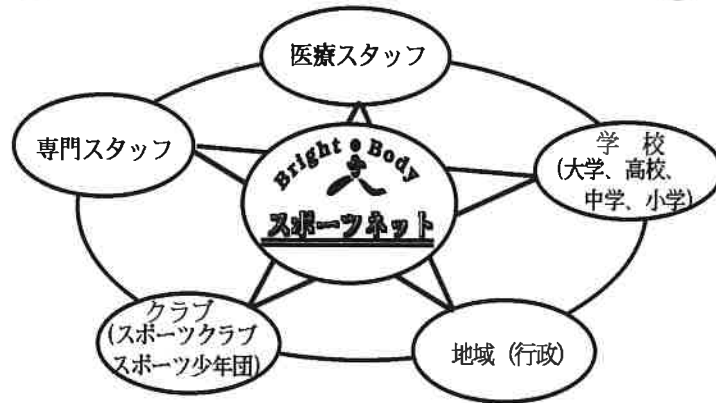 医療スタッフ
専門スタッフ
学 校
(大学、高校、
中学、小学)
Bright Body
スポーツネット
クラブ
(スポーツクラブ
スポーツ少年団)
地域 (行政)